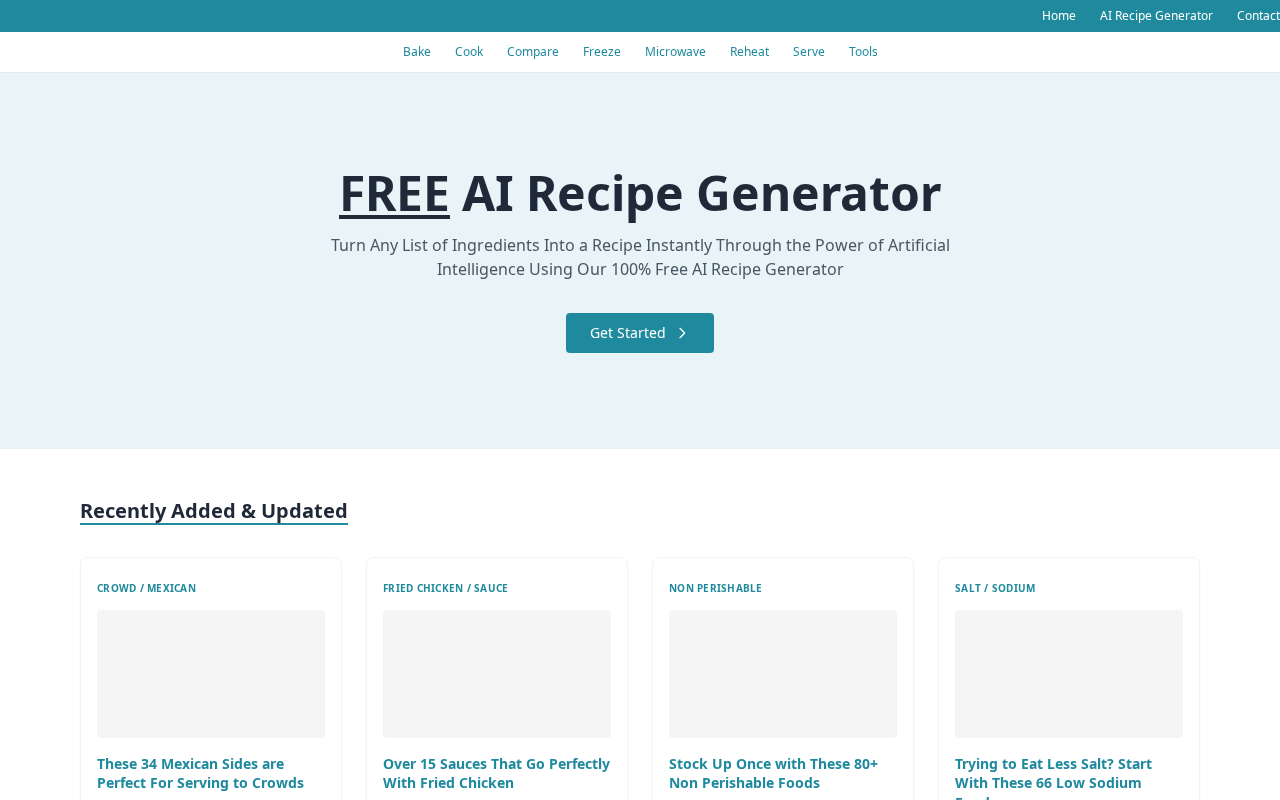 Home AI Recipe Generator Contact
Bake Cook Compare Freeze Microwave Reheat Serve Tools
FREE AI Recipe Generator
Turn Any List of Ingredients Into a Recipe Instantly Through the Power of Artificial
Intelligence Using Our 100% Free AI Recipe Generator
Get Started
Recently Added & Updated
CROWD / MEXICAN
These 34 Mexican Sides are
Perfect For Serving to Crowds
FRIED CHICKEN / SAUCE
Over 15 Sauces That Go Perfectly
With Fried Chicken
NON PERISHABLE
Stock Up Once with These 80+
Non Perishable Foods
SALT / SODIUM
Trying to Eat Less Salt? Start
With These 66 Low Sodium